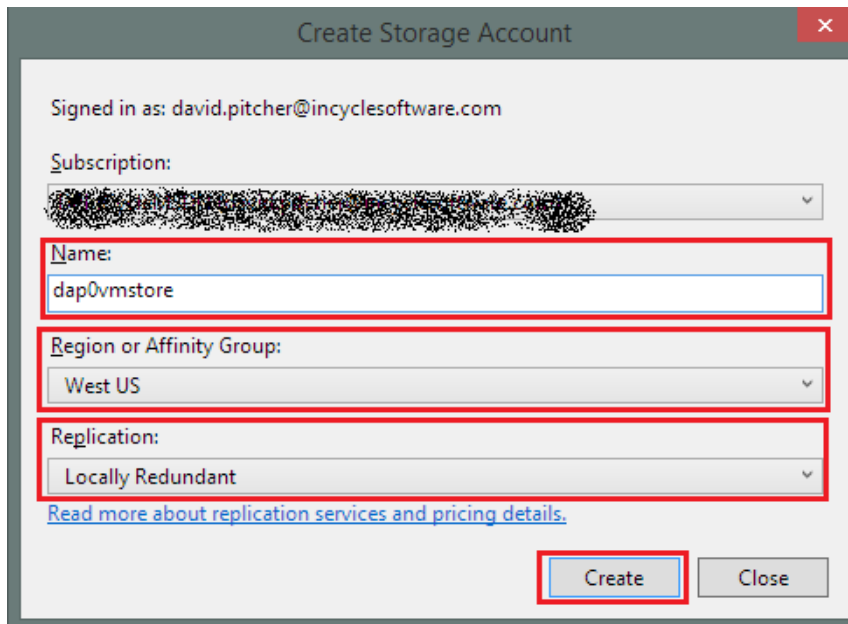 Create Storage Account
Signed in as: david.pitcher@incyclesoftware.com
Subscription:
Name:
dap0vmstore
Region or Affinity Group:
West US
Replication:
Locally Redundant
Read more about replication services and pricing details.
Create Close